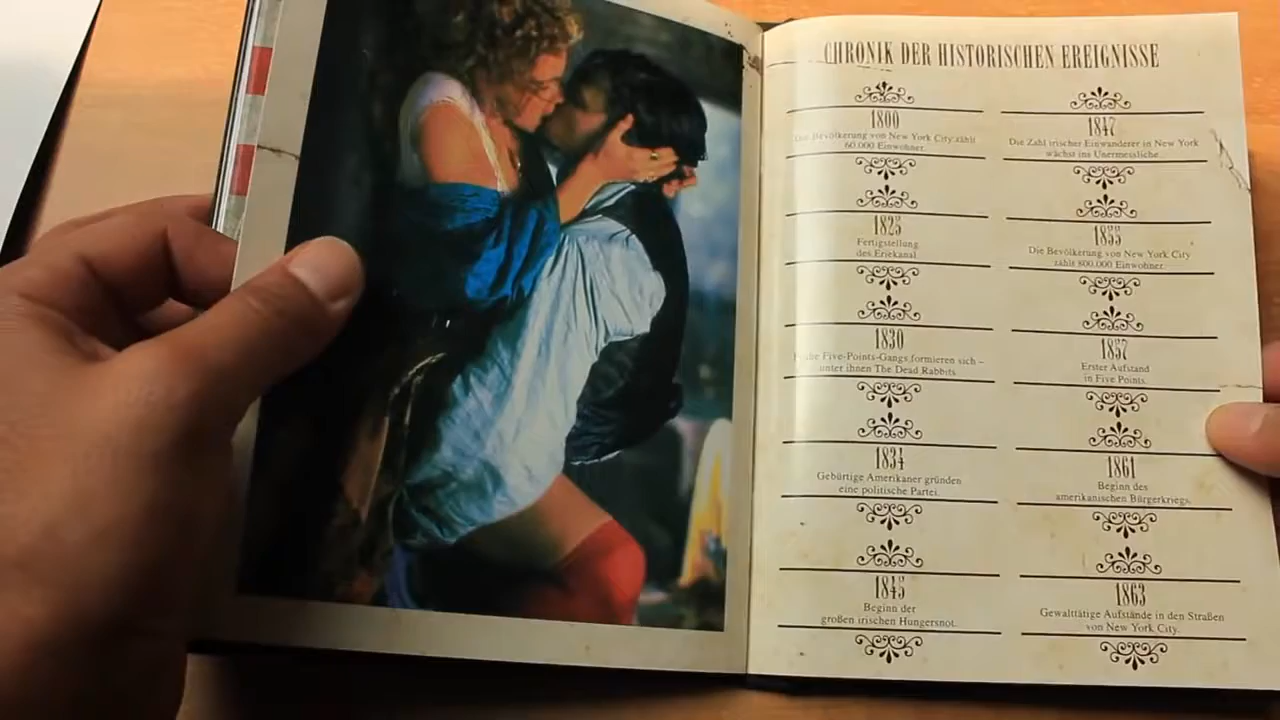 CHRONIK DER HISTORISCHEN EREIGNISSE
1800
Die Bevölkerung von New York City zählt
60.000 Einwohner.
1825
Fertigstellung
des Eriekanal
1830
Five-Points-Gangs formieren sich –
unter ihnen The Dead Rabbits
1834
Gebürtige Amerikaner gründen
eine politische Partei.
1845
Beginn der
großen irischen Hungersnot.
1847
Die Zahl irischer Einwanderer in New York
wächst ins Unermessliche.
1855
Die Bevölkerung von New York City
zählt 800.000 Einwohner.
1857
Erster Aufstand
in Five Points.
1861
Beginn des
amerikanischen Bürgerkriegs.
1863
Gewalttätige Aufstände in den Straßen
von New York City.